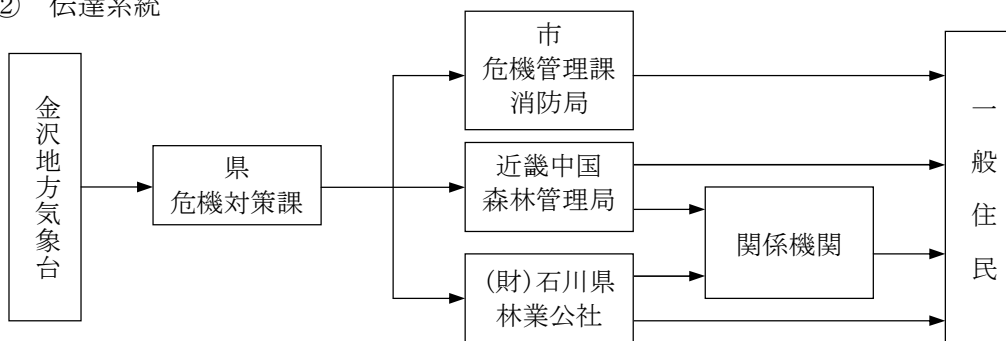 ② 伝達系統
金沢地方気象台
県
危機対策課
市
危機管理課
消防局
近畿中国
森林管理局
(財)石川県
林業公社
関係機関
一般住民